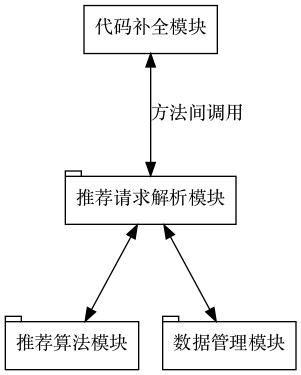 代码补全模块
方法间调用
推荐请求解析模块
推荐算法模块
数据管理模块